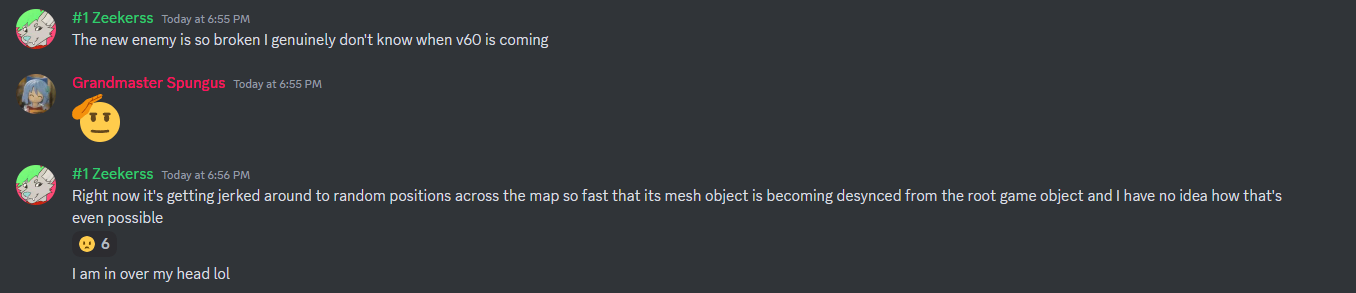 #1 Zeekerss Today at 6:55 PM
The new enemy is so broken I genuinely don't know when v60 is coming
Grandmaster Spungus Today at 6:55 PM
#1 Zeekerss Today at 6:56 PM
Right now it's getting jerked around to random positions across the map so fast that its mesh object is becoming desynced from the root game object and I have no idea how that's
even possible
6
I am in over my head lol